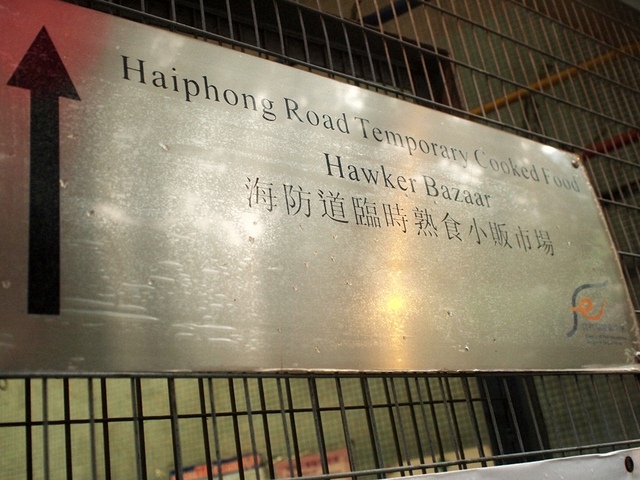 Haiphong Road Temporary Cooked Food
Hawker Bazaar
海防道臨時熟食小販市場